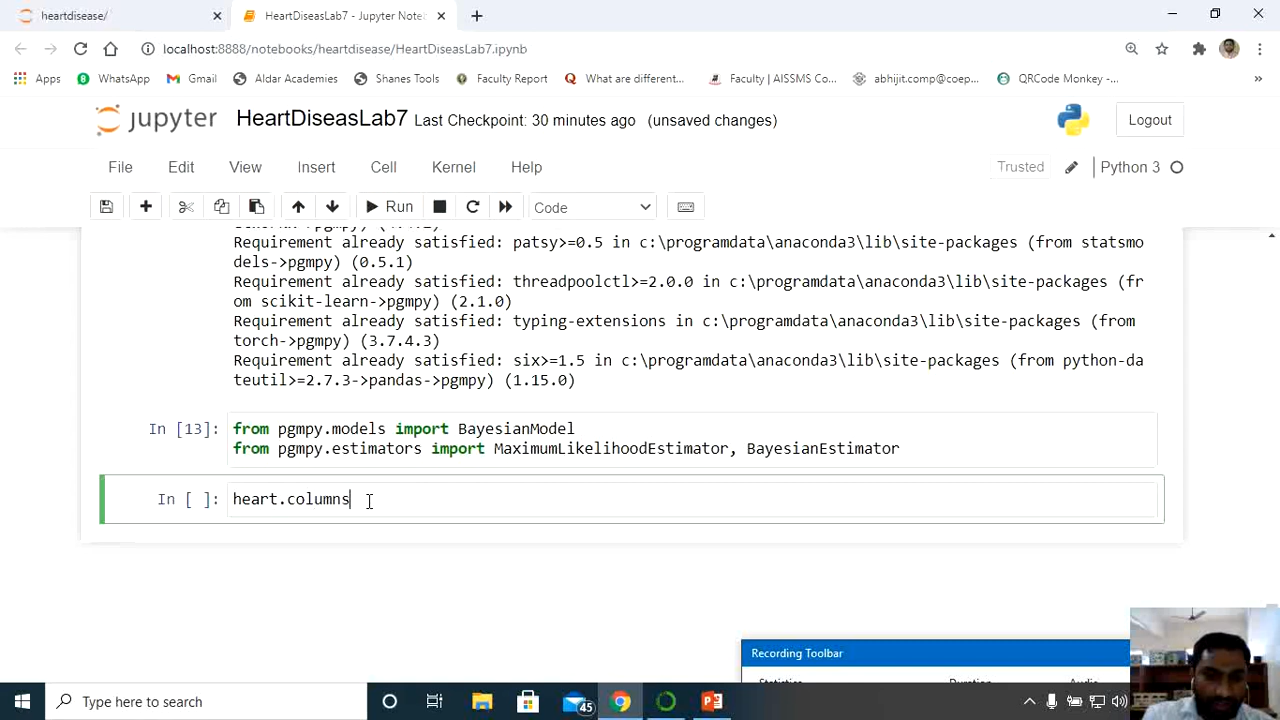 heartdisease/
HeartDiseasLab7 - Jupyter Note
localhost:8888/notebooks/heartdisease/HeartDiseasLab7.ipynb
Apps WhatsApp Gmail Aldar Academies Shanes Tools Faculty Report What are different... Faculty | AISSMS Co... abhijit.comp@coep... QRCode Monkey -...
jupyter HeartDiseasLab7 Last Checkpoint: 30 minutes ago (unsaved changes) Logout
File Edit View Insert Cell Kernel Help Trusted Python 3
Run Code
Requirement already satisfied: patsy>=0.5 in c:\programdata\anaconda3\lib\site-packages (from statsmo
dels->pgmpy) (0.5.1)
Requirement already satisfied: threadpoolctl>=2.0.0 in c:\programdata\anaconda3\lib\site-packages (fr
om scikit-learn->pgmpy) (2.1.0)
Requirement already satisfied: typing-extensions in c:\programdata\anaconda3\lib\site-packages (from
torch->pgmpy) (3.7.4.3)
Requirement already satisfied: six>=1.5 in c:\programdata\anaconda3\lib\site-packages (from python-da
teutil>=2.7.3->pandas->pgmpy) (1.15.0)
In [13]: from pgmpy.models import BayesianModel
from pgmpy.estimators import MaximumLikelihoodEstimator, BayesianEstimator
In [ ]: heart.columns
Recording Toolbar
Type here to search
45